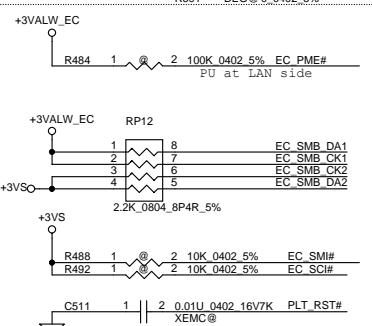 +3VALW_EC
R484 1 @ 2 100K_0402_5% EC_PME#
PU at LAN side
+3VALW_EC
RP12
1 8 EC_SMB_DA1
2 7 EC_SMB_CK1
3 6 EC_SMB_CK2
+3VS 4 5 EC_SMB_DA2
2.2K_0804_8P4R_5%
+3VS
R488 1 @ 2 10K_0402_5% EC_SMI#
R492 1 @ 2 10K_0402_5% EC_SCI#
C511 1 2 0.01U_0402_16V7K PLT_RST#
XEMC@